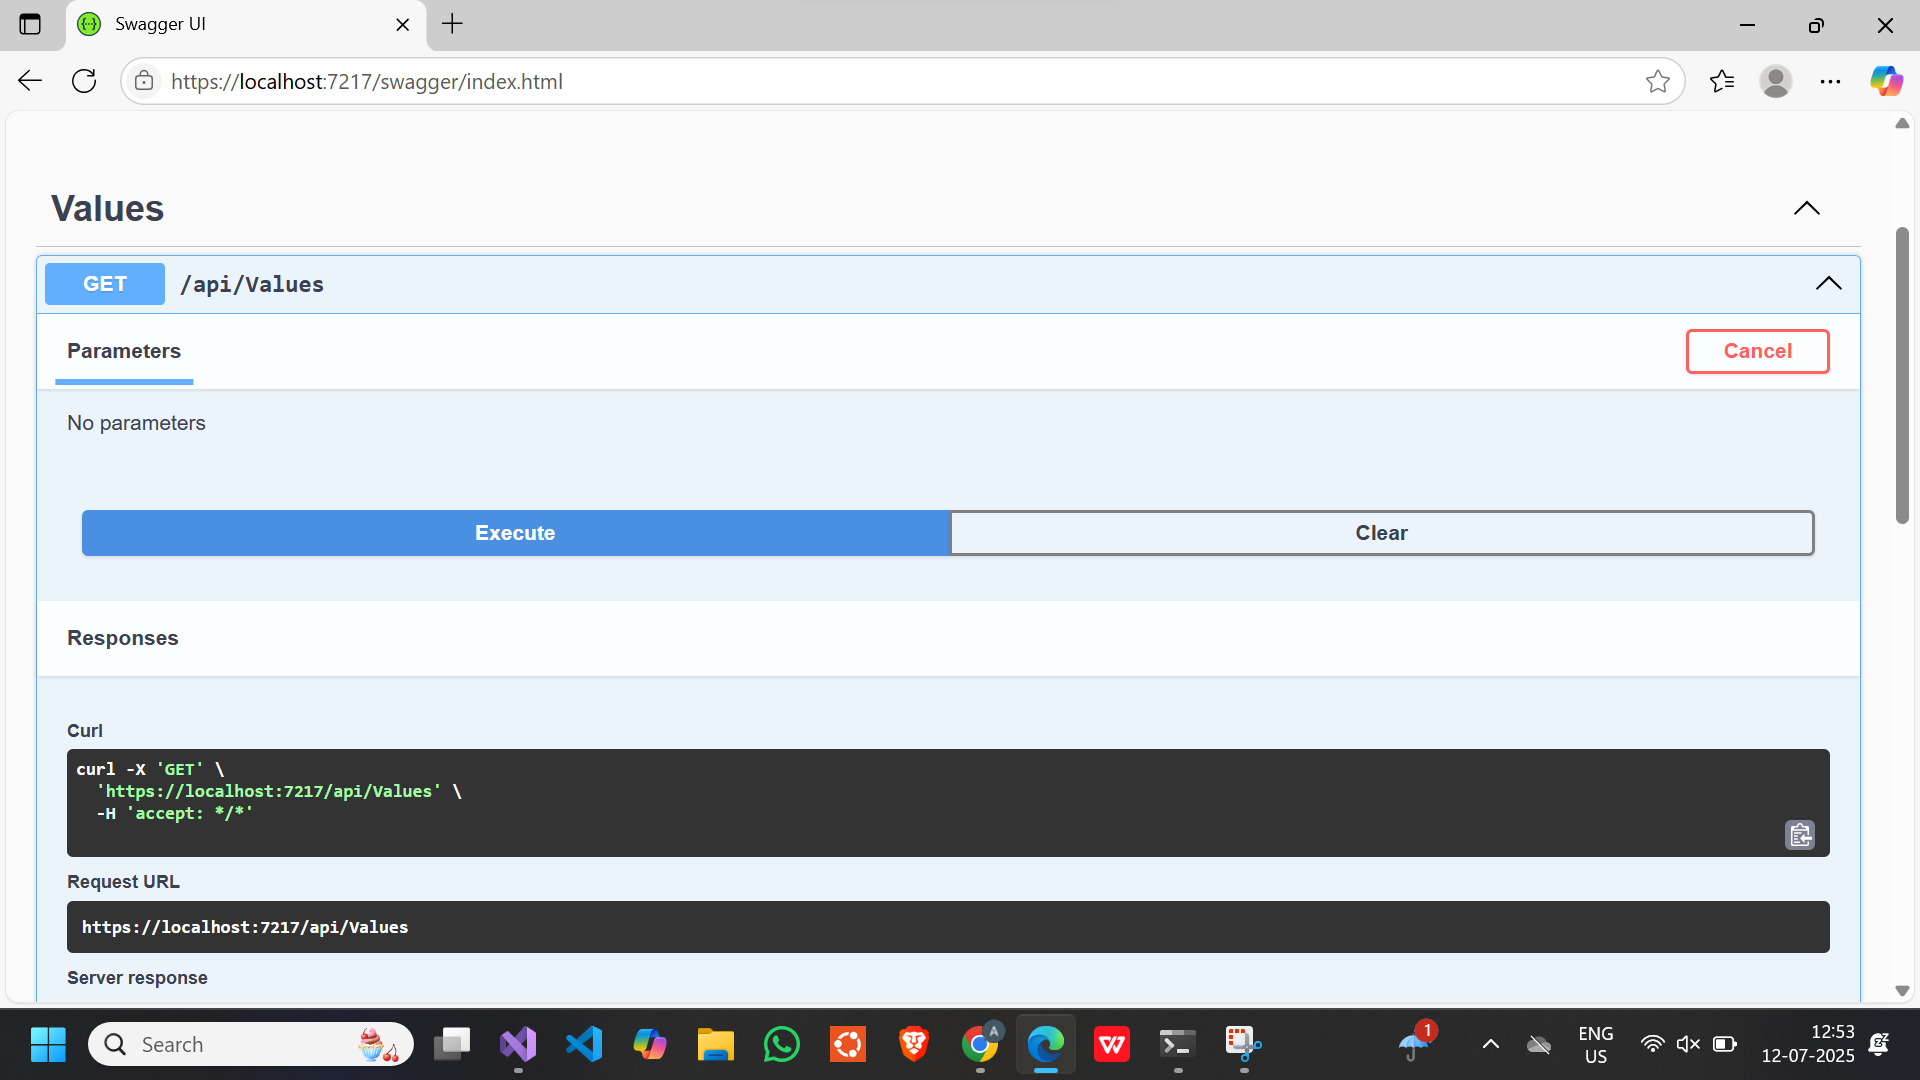 Swagger UI
https://localhost:7217/swagger/index.html
Values
GET /api/Values
Parameters
Cancel
No parameters
Execute
Clear
Responses
Curl
curl -X 'GET' \
'https://localhost:7217/api/Values' \
-H 'accept: */*'
Request URL
https://localhost:7217/api/Values
Server response
Search
A
W
1
ENG
US
12:53
12-07-2025